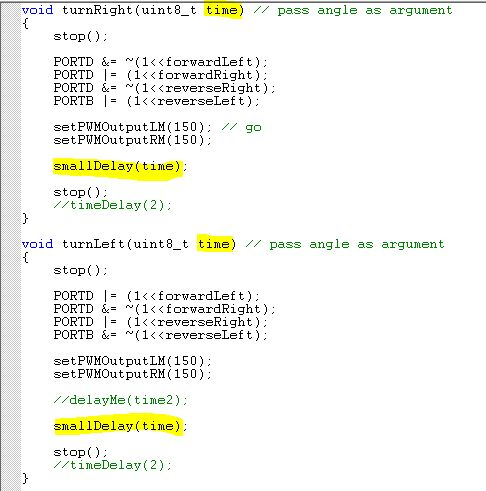 void turnRight(uint8_t time) // pass angle as argument
{
stop();
PORTD &= ~(1<<forwardLeft);
PORTD |= (1<<forwardRight);
PORTD &= ~(1<<reverseRight);
PORTB |= (1<<reverseLeft);
setPWMOutputLM(150); // go
setPWMOutputRM(150);
smallDelay(time);
stop();
//timeDelay(2);
}
void turnLeft(uint8_t time) // pass angle as argument
{
stop();
PORTD |= (1<<forwardLeft);
PORTD &= ~(1<<forwardRight);
PORTD |= (1<<reverseRight);
PORTB &= ~(1<<reverseLeft);
setPWMOutputLM(150);
setPWMOutputRM(150);
//delayMe(time2);
smallDelay(time);
stop();
//timeDelay(2);
}